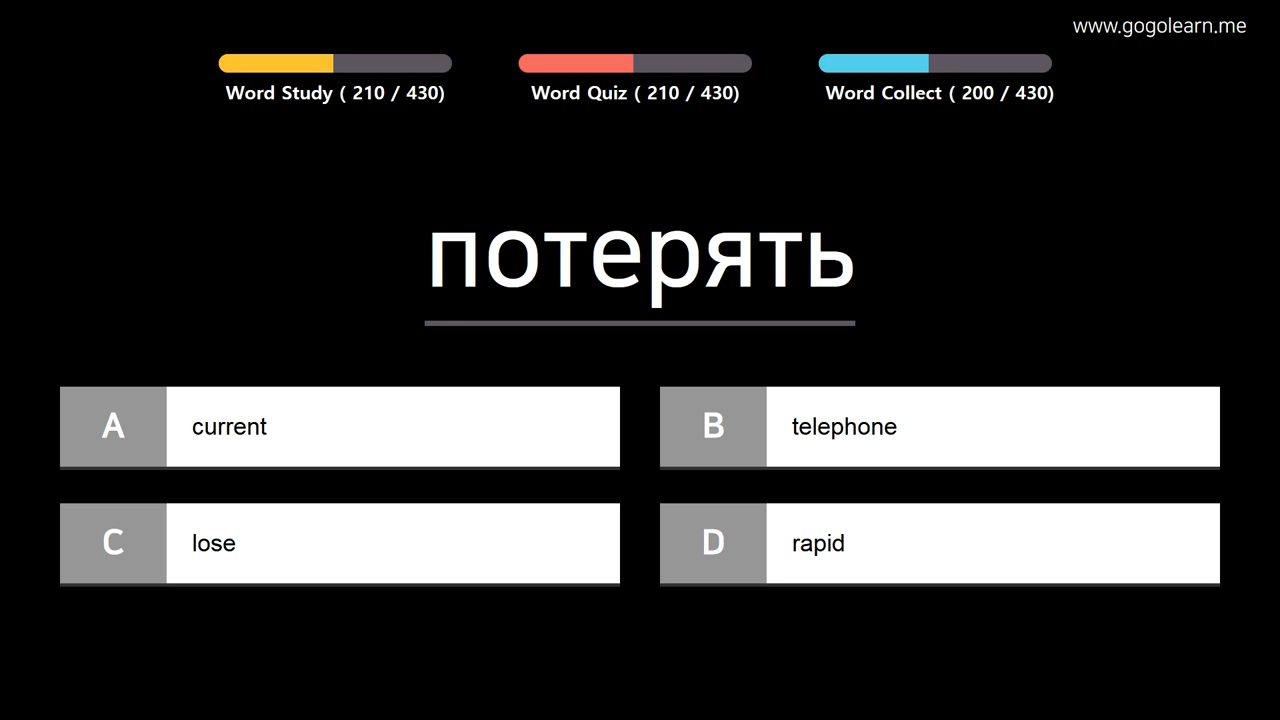 www.gogolearn.me
Word Study ( 210 / 430)
Word Quiz ( 210 / 430)
Word Collect ( 200 / 430)
потерять
A current
B telephone
C lose
D rapid